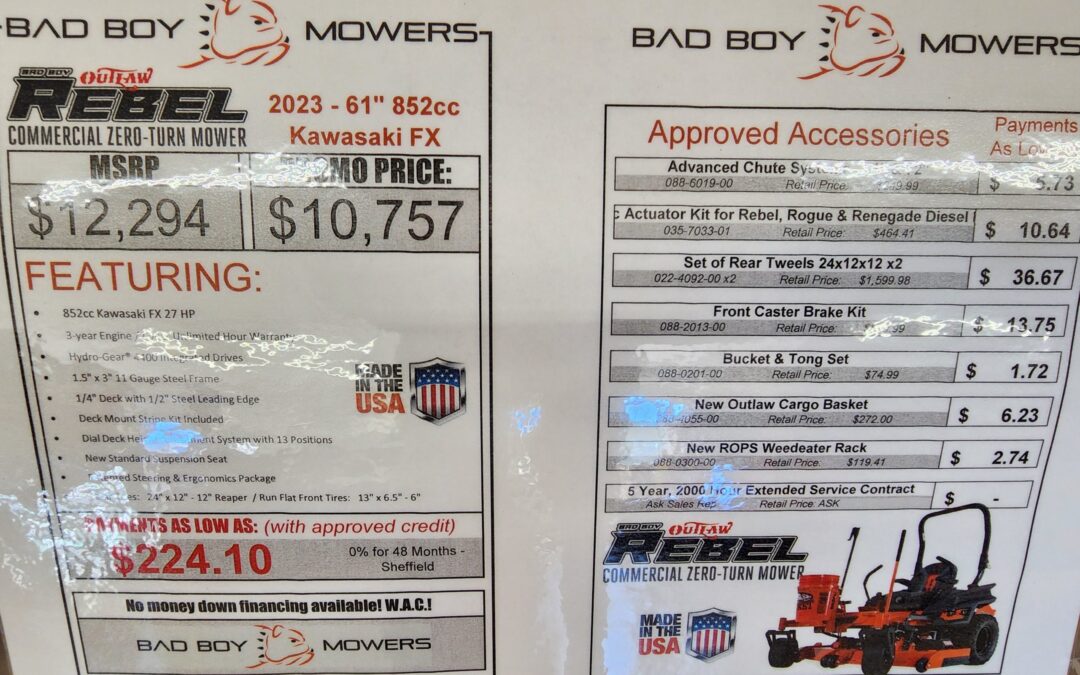 BAD BOY MOWERS
BAD BOY OUTLAW
REBEL
COMMERCIAL ZERO-TURN MOWER
2023 - 61" 852cc
Kawasaki FX
MSRP
PRICE:
$12,294
$10,757
FEATURING:
852cc Kawasaki FX 27 HP
3-year Engine Unlimited Hour Warranty
Hydro-Gear® Integrated Drives
1.5" x 3" 11 Gauge Steel Frame
1/4" Deck with 1/2" Steel Leading Edge
Deck Mount Stripe Kit Included
Dial Deck System with 13 Positions
New Standard Suspension Seat
Steering & Ergonomics Package
24" x 12" - 12" Reaper / Run Flat Front Tires: 13" x 6.5" - 6"
MADE
IN THE
USA
PAYMENTS AS LOW AS: (with approved credit)
$224.10
0% for 48 Months -
Sheffield
No money down financing available! W.A.C.!
BAD BOY MOWERS
BAD BOY MOWERS
Approved Accessories
Payments
As
Advanced Chute
088-6019-00 Retail Price:
$ 5.73
Actuator Kit for Rebel, Rogue & Renegade Diesel
035-7033-01 Retail Price: $464.41
$ 10.64
Set of Rear Tweels 24x12x12 x2
022-4092-00 x2 Retail Price: $1,599.98
$ 36.67
Front Caster Brake Kit
088-2013-00 Retail Price:
$ 13.75
Bucket & Tong Set
088-0201-00 Retail Price: $74.99
$ 1.72
New Outlaw Cargo Basket
Retail Price: $272.00
$ 6.23
New ROPS Weedeater Rack
088-0300-00 Retail Price: $119.41
$ 2.74
5 Year, 2000 Hour Extended Service Contract
Ask Sales Rep Retail Price: ASK
$ -
BAD BOY OUTLAW
REBEL
COMMERCIAL ZERO-TURN MOWER
MADE
IN THE
USA